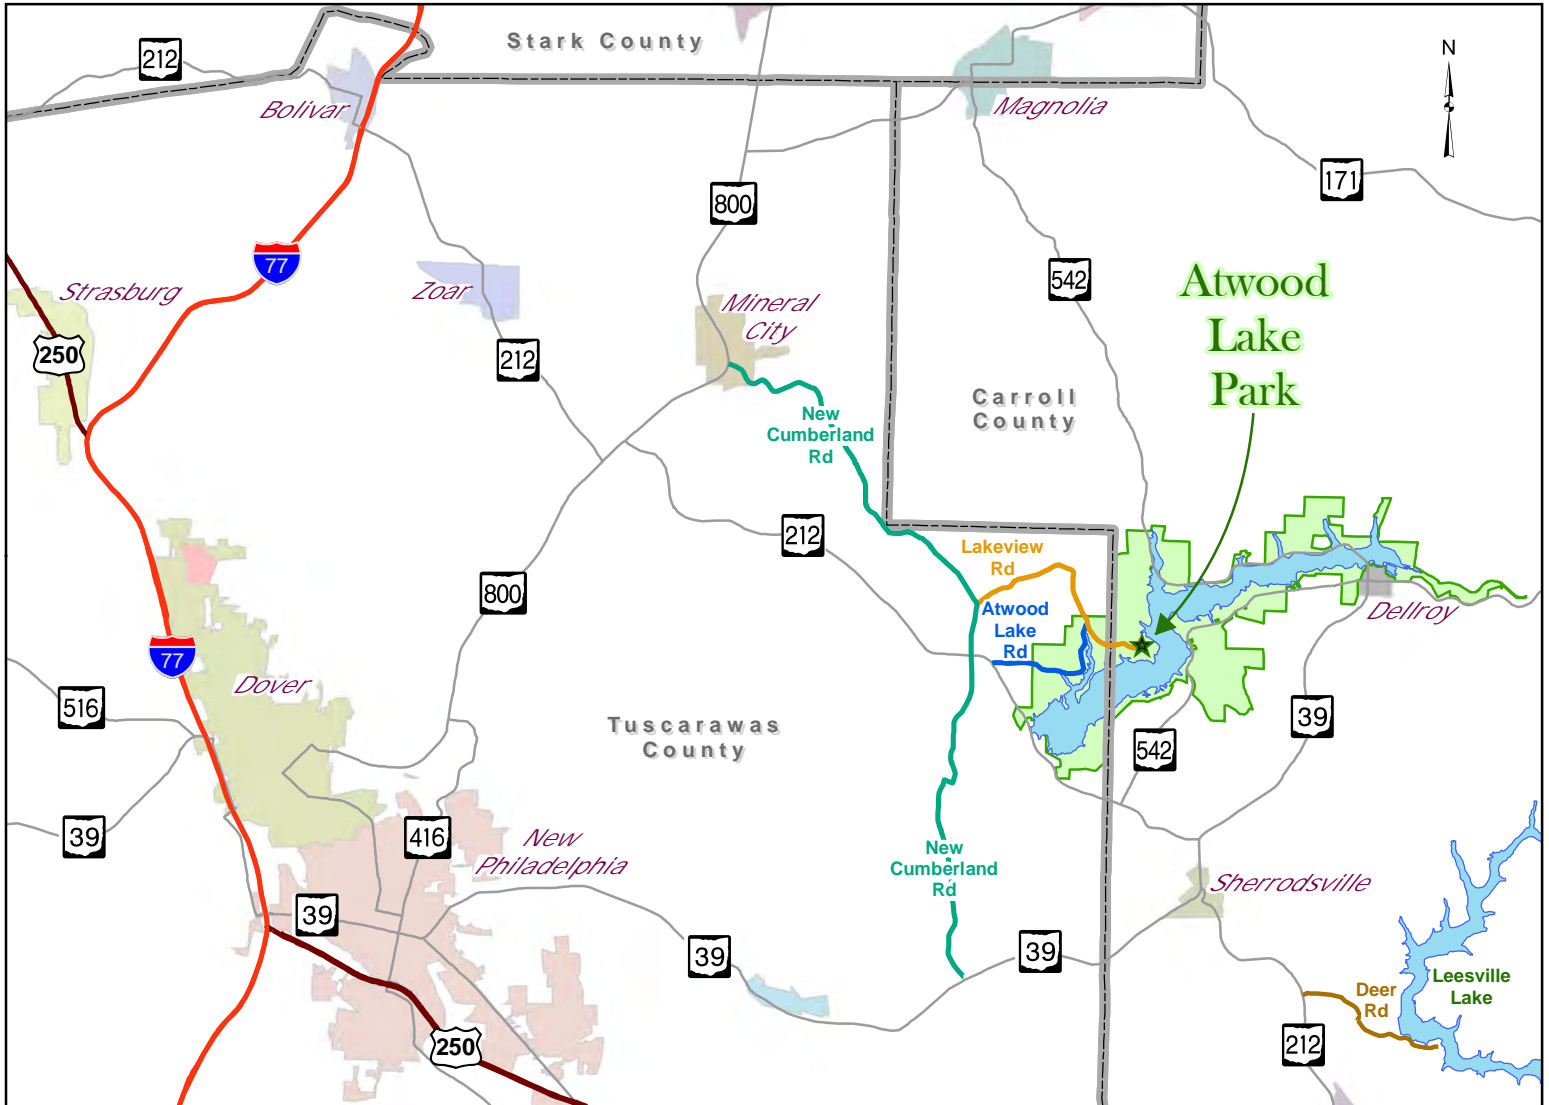 Stark County
212
N
Bolivar
Magnolia
171
800
77
542
Atwood
Lake
Park
Strasburg
Zoar
Mineral
City
250
212
Carroll
County
New
Cumberland
Rd
212
Lakeview
Rd
800
Atwood
Lake
Rd
Dellroy
77
Dover
516
39
Tuscarawas
County
542
39
416
New
Philadelphia
New
Cumberland
Rd
Sherrodsville
39
39
39
Deer
Rd
Leesville
Lake
250
212